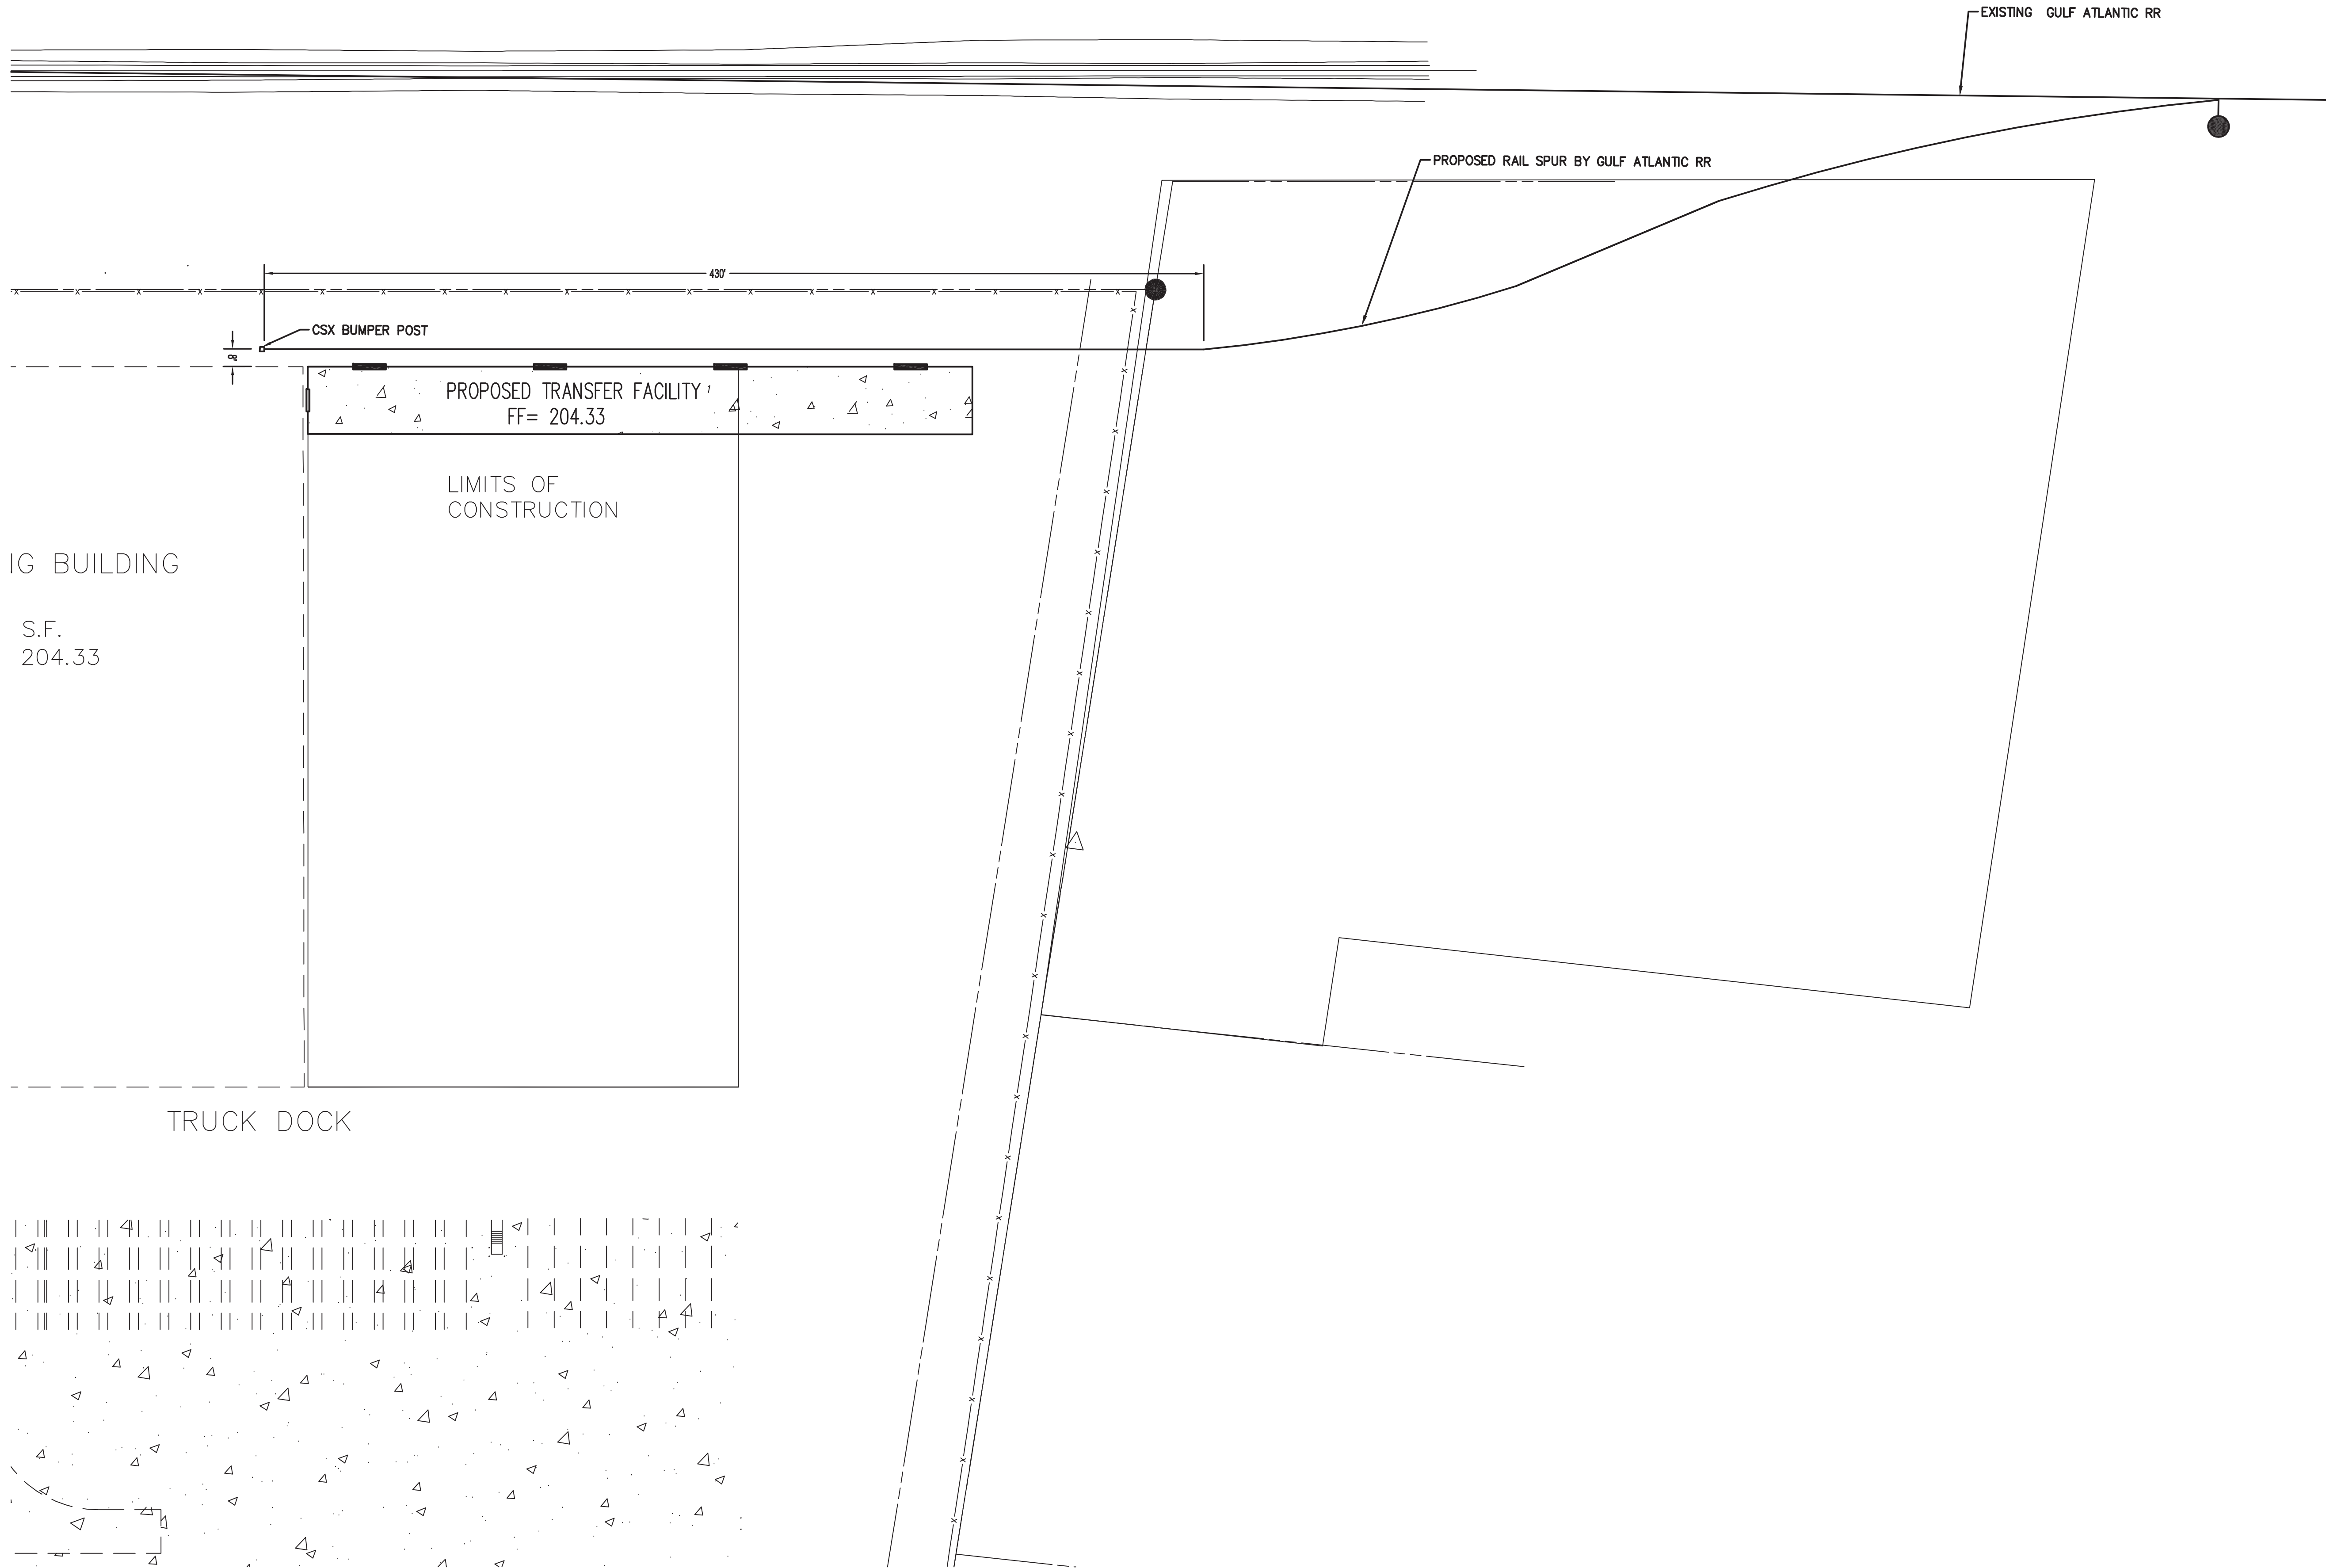 EXISTING GULF ATLANTIC RR
PROPOSED RAIL SPUR BY GULF ATLANTIC RR
430'
CSX BUMPER POST
8'
PROPOSED TRANSFER FACILITY
FF= 204.33
LIMITS OF
CONSTRUCTION
IG BUILDING
S.F.
204.33
TRUCK DOCK